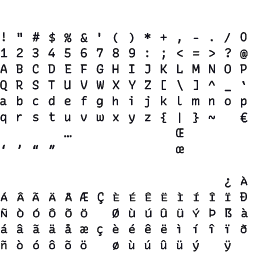 ! " # $ % & ' ( ) * + , - . / 0
1 2 3 4 5 6 7 8 9 : ; < = > ? @
A B C D E F G H I J K L M N O P
Q R S T U V W X Y Z [ \ ] ^ _ `
a b c d e f g h i j k l m n o p
q r s t u v w x y z { | } ~ €
… Œ
‘ ’ “ ” œ
¿ À
Á Â Ã Ä Å Æ Ç È É Ê Ë Ì Í Î Ï Ð
Ñ Ò Ó Ô Õ Ö Ø Ù Ú Û Ü Ý Þ ß à
á â ã ä å æ ç è é ê ë ì í î ï ð
ñ ò ó ô õ ö ø ù ú û ü ý ÿ